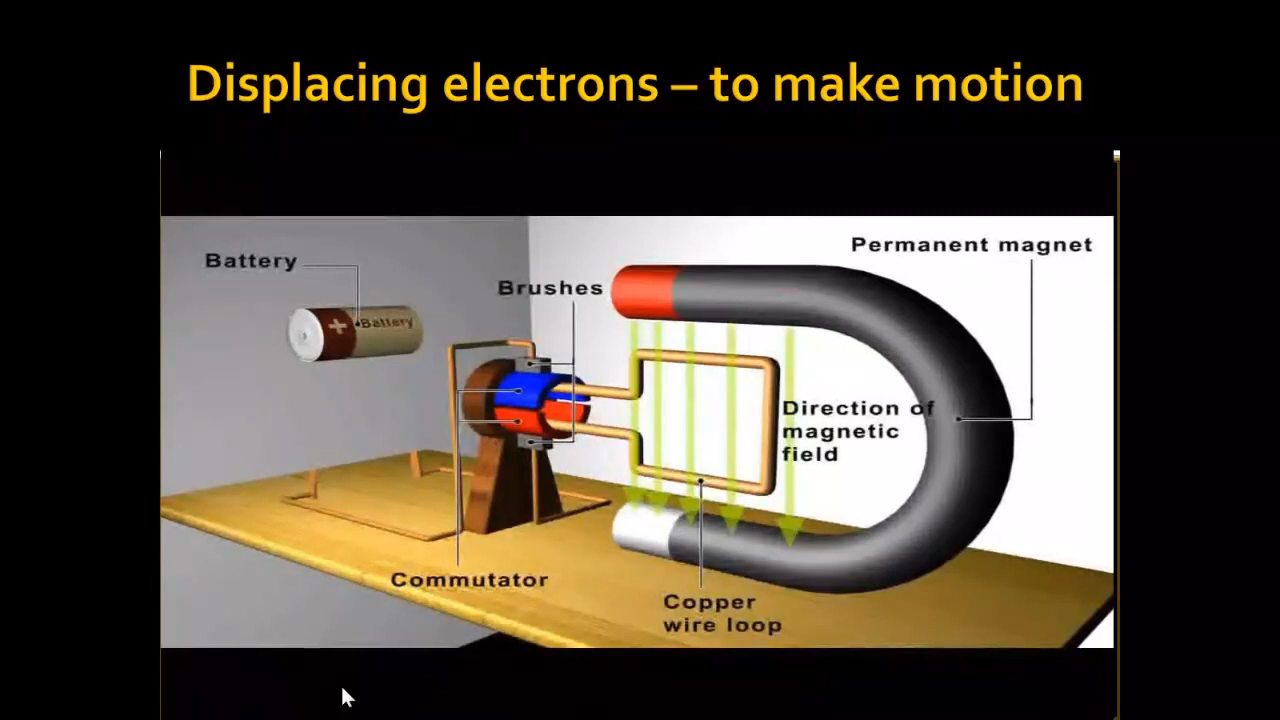 Displacing electrons – to make motion
Permanent magnet
Battery
Brushes
+ Battery
Direction of
magnetic
field
Commutator
Copper
wire loop